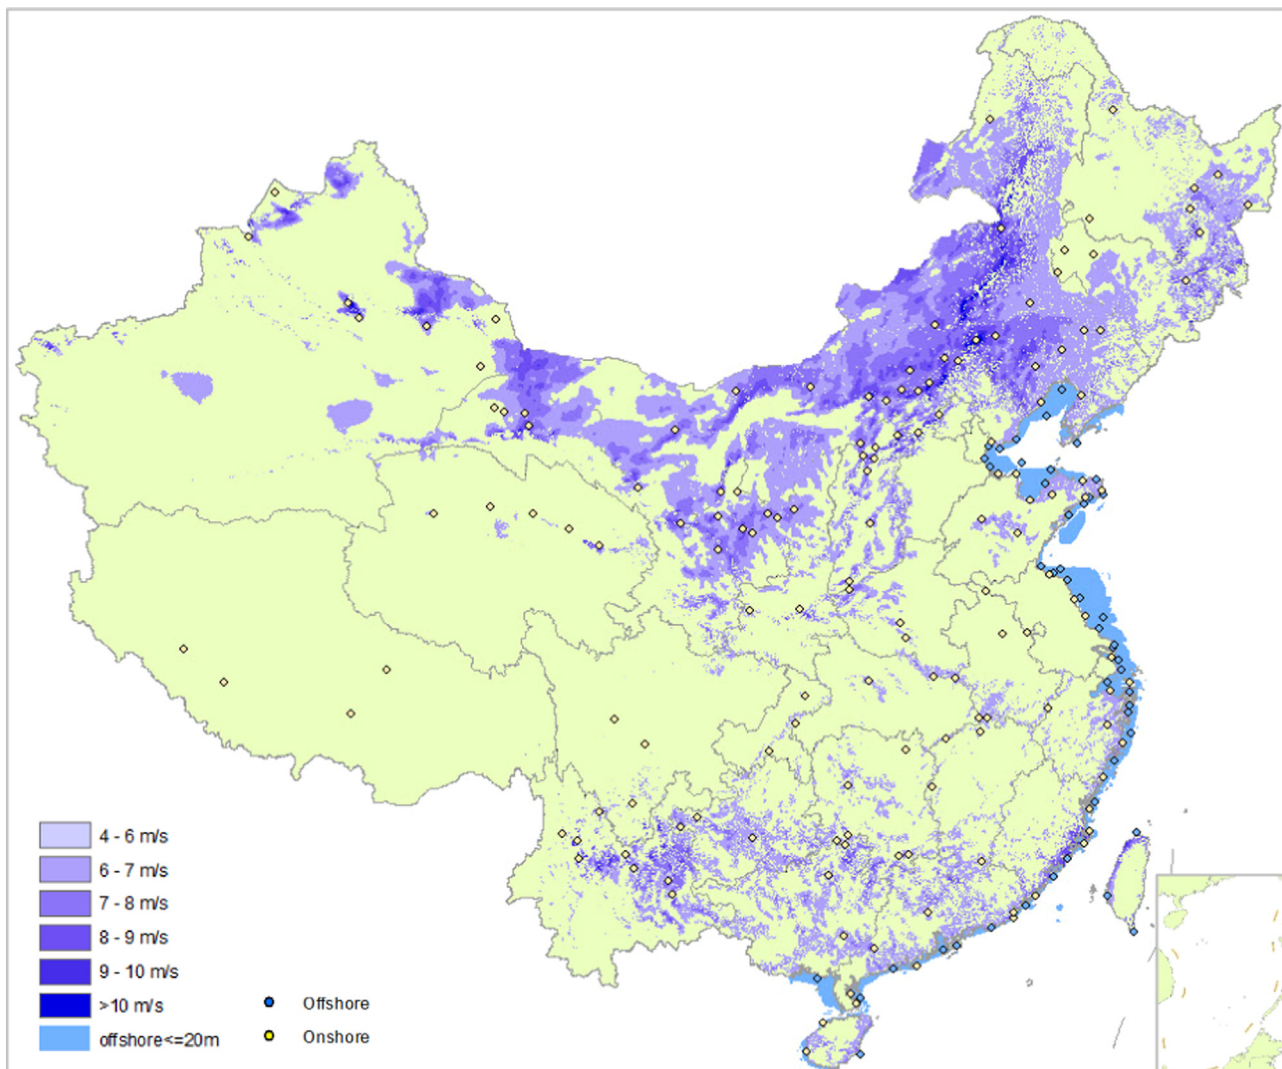 4 - 6 m/s
6 - 7 m/s
7 - 8 m/s
8 - 9 m/s
9 - 10 m/s
>10 m/s
offshore<=20m
Offshore
Onshore